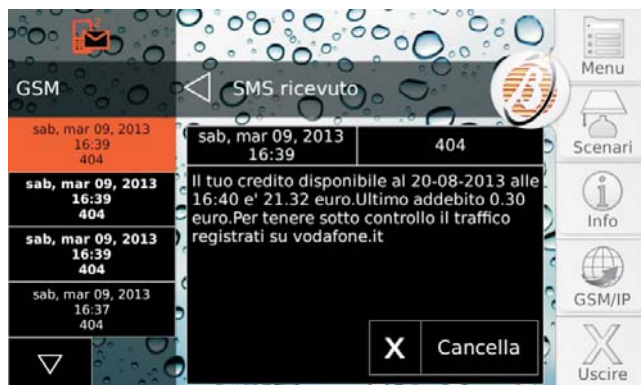 2
GSM
SMS ricevuto
sab, mar 09, 2013
16:39
404
sab, mar 09, 2013
16:39
404
sab, mar 09, 2013
16:39
404
sab, mar 09, 2013
16:37
404
sab, mar 09, 2013
16:39
404
Il tuo credito disponibile al 20-08-2013 alle
16:40 e' 21.32 euro.Ultimo addebito 0.30
euro.Per tenere sotto controllo il traffico
registrati su vodafone.it
X Cancella
Menu
Scenari
Info
GSM/IP
Uscire